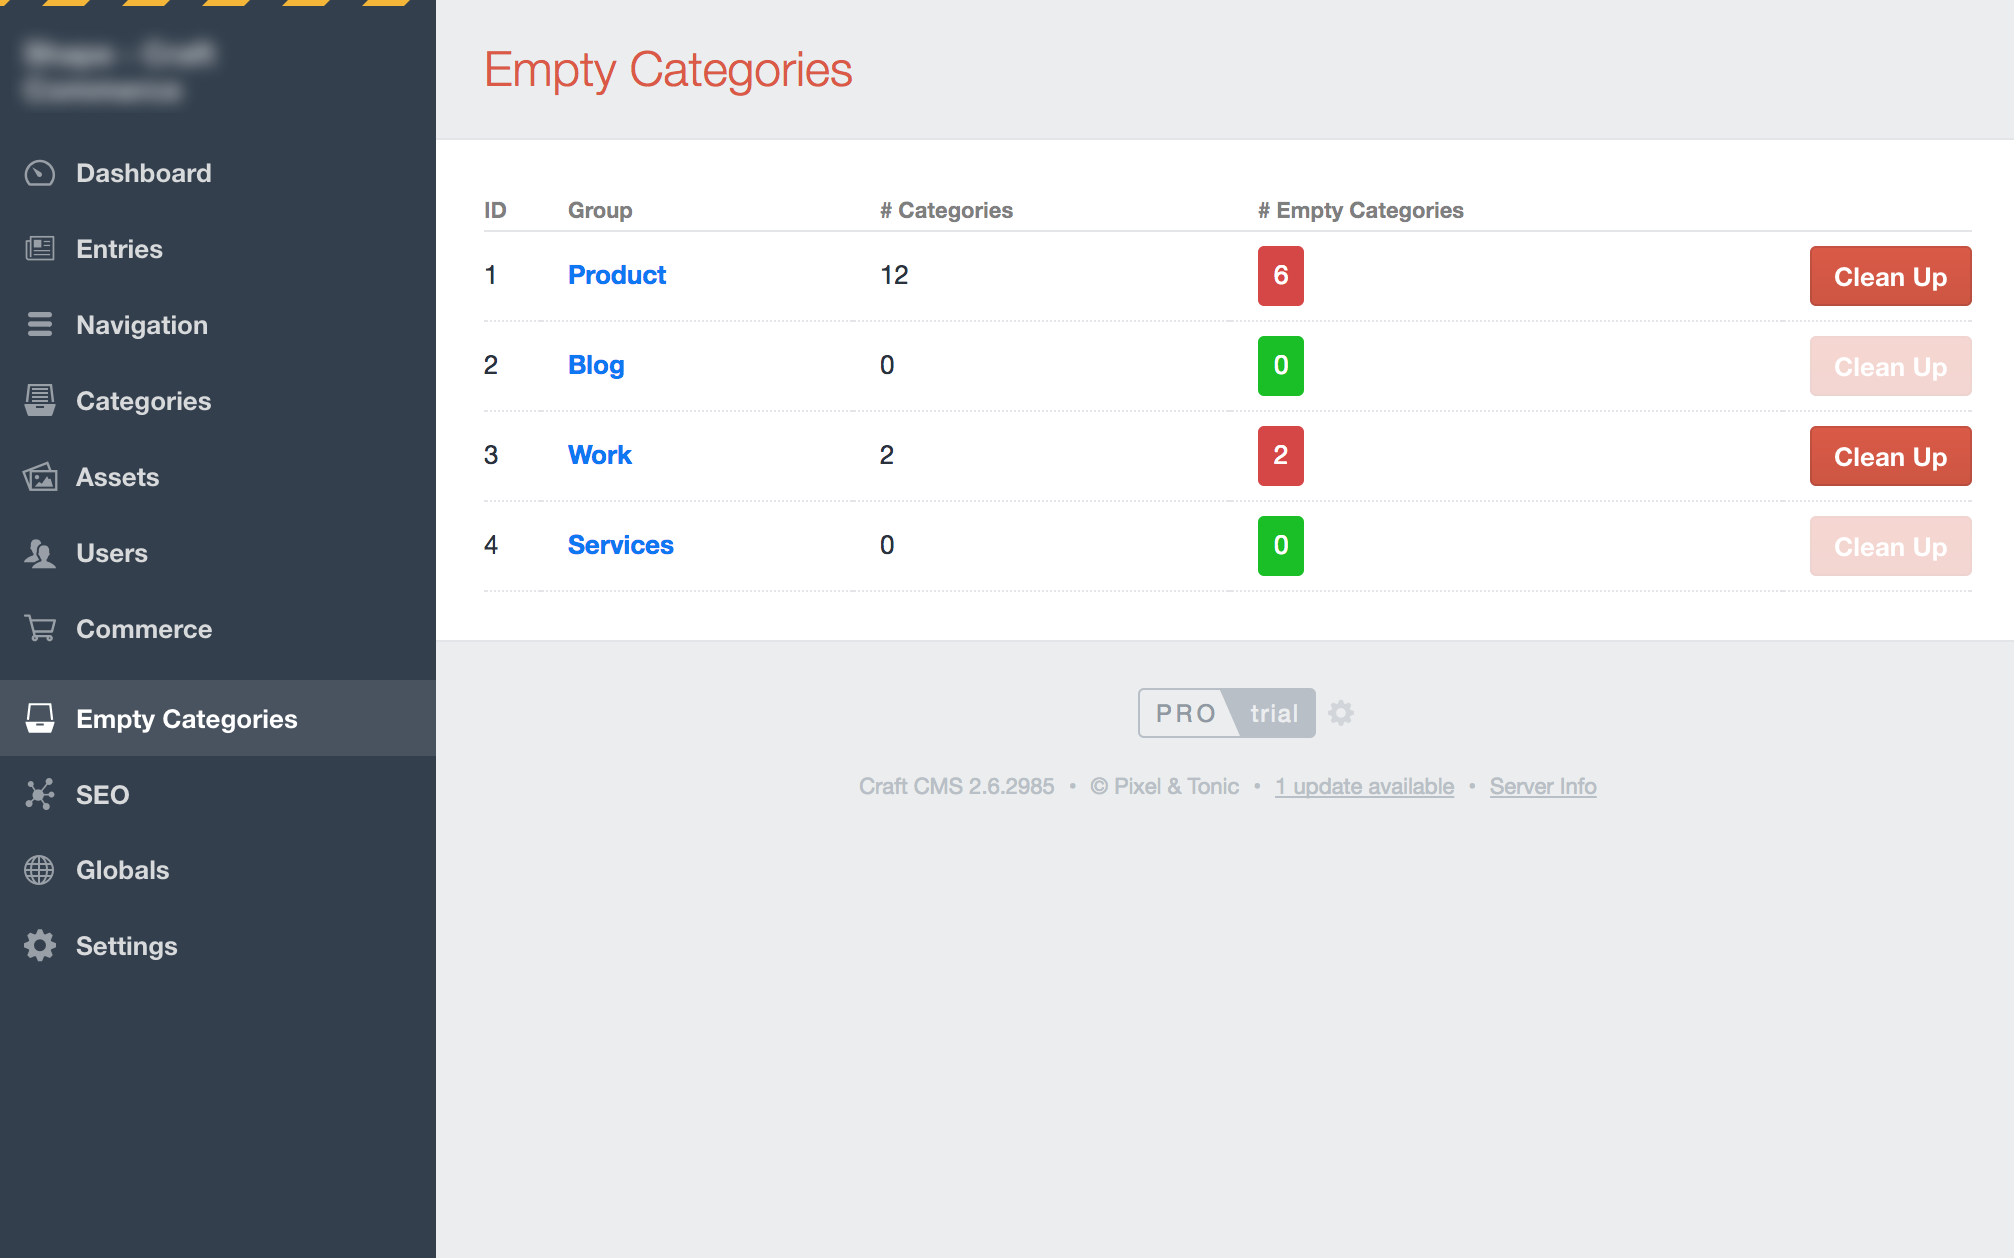 Dashboard
Entries
Navigation
Categories
Assets
Users
Commerce
Empty Categories
SEO
Globals
Settings
Empty Categories
ID Group # Categories # Empty Categories
1 Product 12 6 Clean Up
2 Blog 0 0 Clean Up
3 Work 2 2 Clean Up
4 Services 0 0 Clean Up
PRO trial
Craft CMS 2.6.2985 • © Pixel & Tonic • 1 update available • Server Info